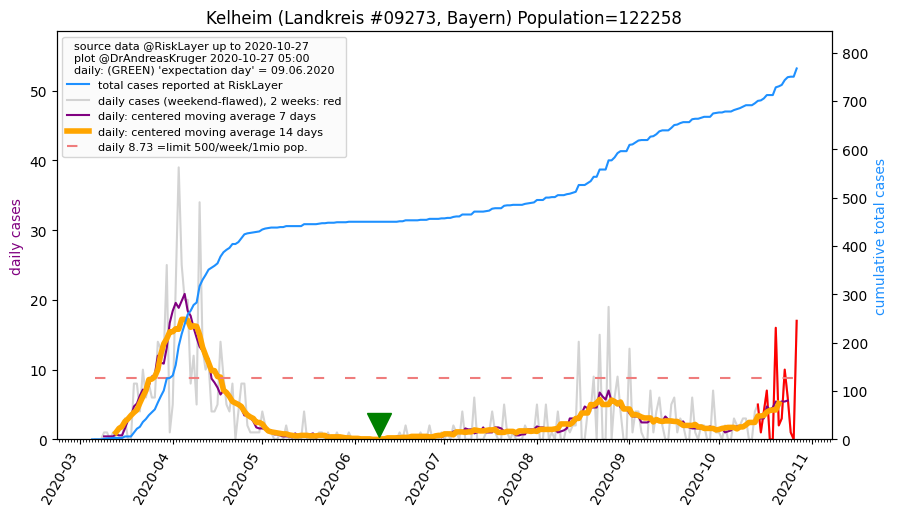 Kelheim (Landkreis #09273, Bayern) Population=122258
source data @RiskLayer up to 2020-10-27
plot @DrAndreasKruger 2020-10-27 05:00
daily: (GREEN) 'expectation day' = 09.06.2020
total cases reported at RiskLayer
daily cases (weekend-flawed), 2 weeks: red
daily: centered moving average 7 days
daily: centered moving average 14 days
daily 8.73 =limit 500/week/1mio pop.
daily cases
50
40
30
20
10
0
cumulative total cases
800
700
600
500
400
300
200
100
0
2020-03
2020-04
2020-05
2020-06
2020-07
2020-08
2020-09
2020-10
2020-11